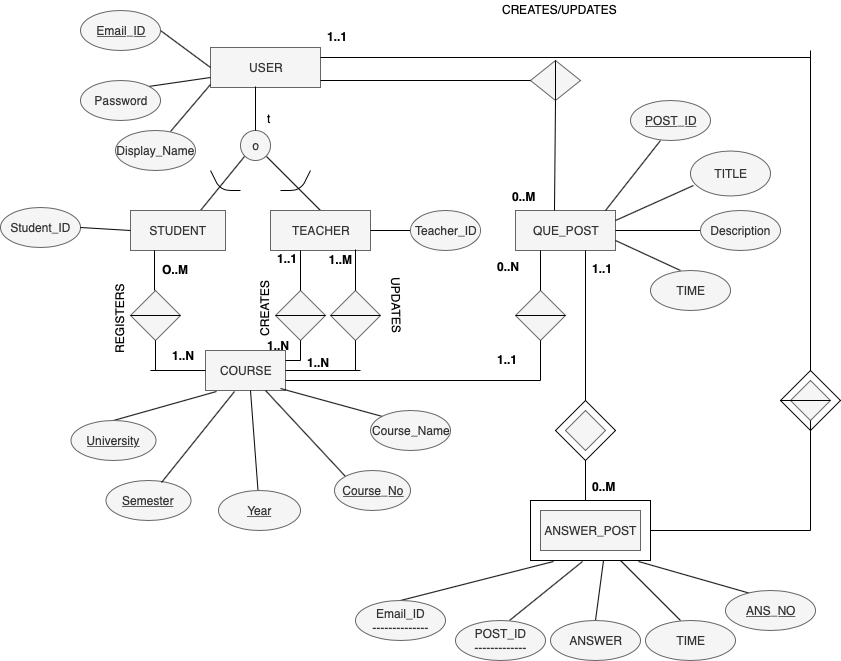 CREATES/UPDATES
Email_ID
1..1
USER
Password
t
POST_ID
Display_Name
o
TITLE
0..M
Student_ID
STUDENT
TEACHER
Teacher_ID
QUE_POST
Description
O..M
1..1
1..M
0..N
1..1
TIME
REGISTERS
CREATES
UPDATES
1..N
1..N
1..N
1..1
COURSE
University
Course_Name
Semester
Year
Course_No
0..M
ANSWER_POST
Email_ID
--------------
POST_ID
-------------
ANSWER
TIME
ANS_NO